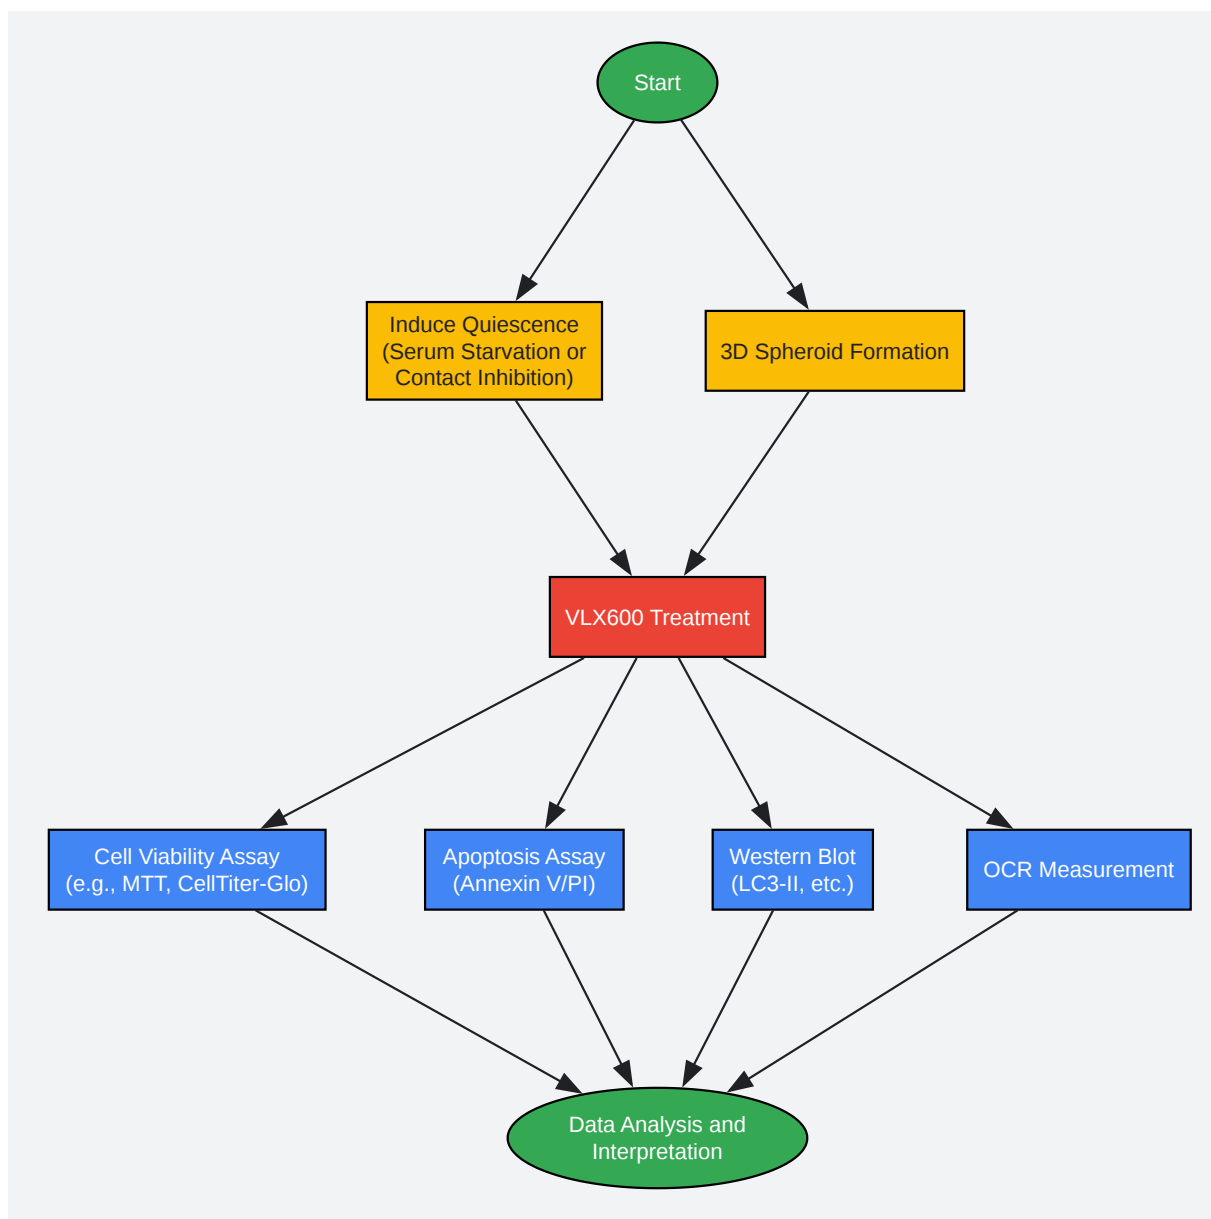 Start
Induce Quiescence
(Serum Starvation or
Contact Inhibition)
3D Spheroid Formation
VLX600 Treatment
Cell Viability Assay
(e.g., MTT, CellTiter-Glo)
Apoptosis Assay
(Annexin V/PI)
Western Blot
(LC3-II, etc.)
OCR Measurement
Data Analysis and
Interpretation